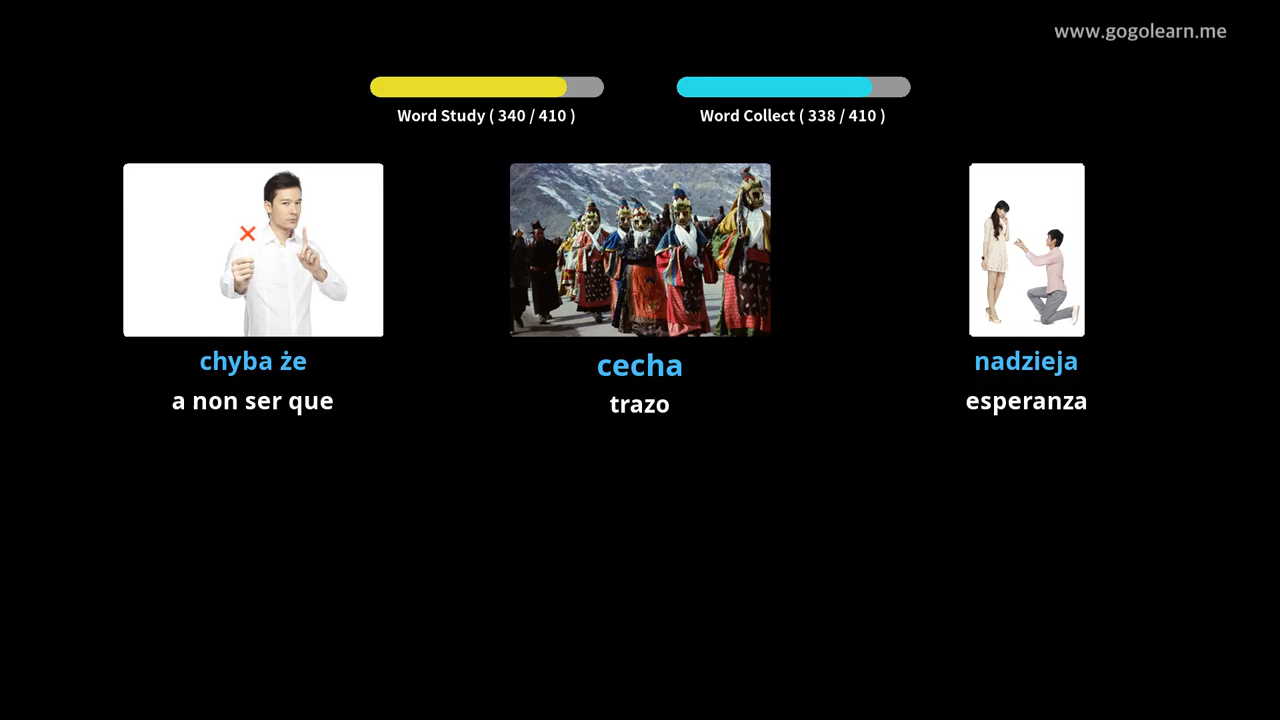 www.gogolearn.me
Word Study ( 340 / 410 )
Word Collect ( 338 / 410 )
chyba że
cecha
nadzieja
a non ser que
trazo
esperanza